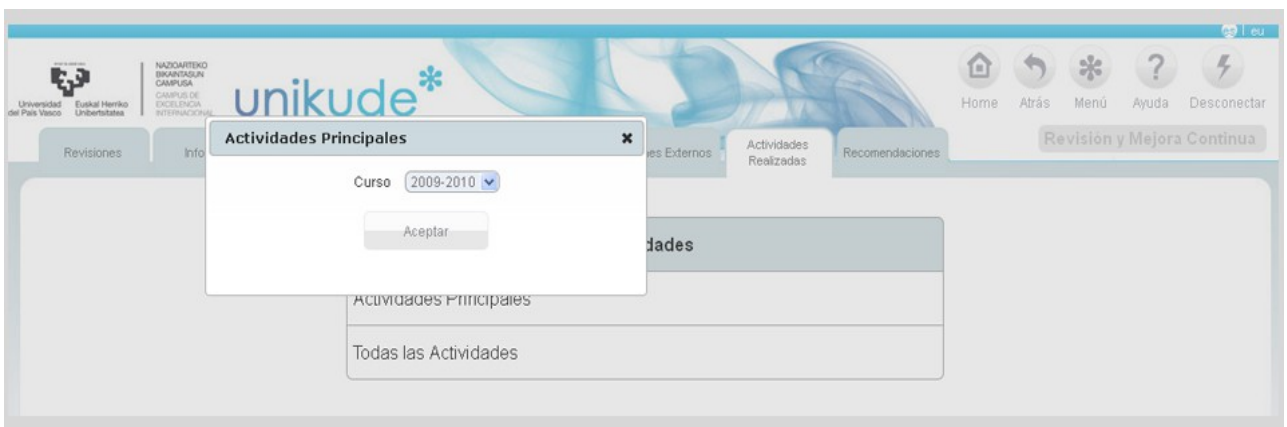 es | eu
NAZIOARTEKO
BIKAINTASUN
CAMPUSA
CAMPUS DE
EXCELENCIA
INTERNACIONAL
Universidad
del País Vasco
Euskal Herriko
Unibertsitatea
unikude*
Home Atrás Menú Ayuda Desconectar
Revisión y Mejora Continua
Revisiones
Actividades
Realizadas
Recomendaciones
Externos
Actividades Principales
Curso 2009-2010
Aceptar
Actividades Principales
Todas las Actividades